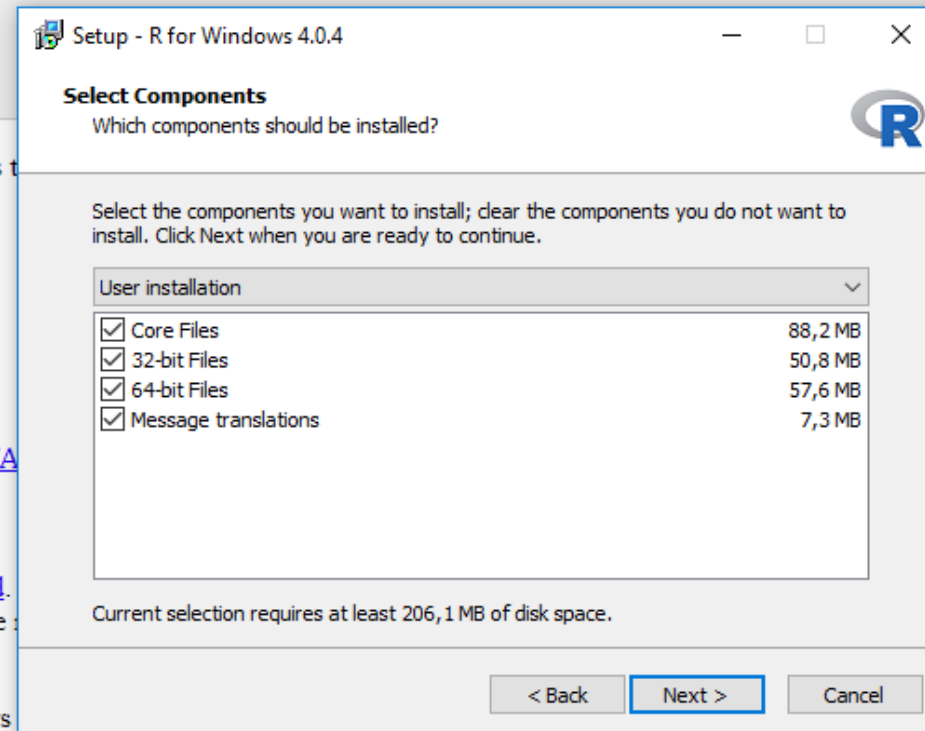 Setup - R for Windows 4.0.4
Select Components
Which components should be installed?
R
Select the components you want to install; clear the components you do not want to
install. Click Next when you are ready to continue.
User installation
Core Files 88,2 MB
32-bit Files 50,8 MB
64-bit Files 57,6 MB
Message translations 7,3 MB
Current selection requires at least 206,1 MB of disk space.
< Back Next > Cancel